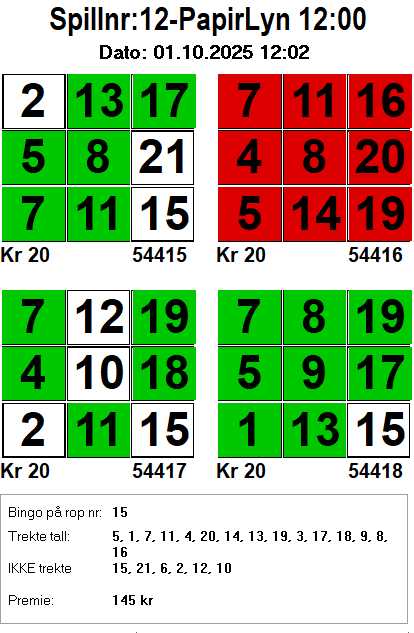 Spillnr:12-PapirLyn 12:00
Dato: 01.10.2025 12:02
2 13 17
5 8 21
7 11 15
Kr 20 54415
7 11 16
4 8 20
5 14 19
Kr 20 54416
7 12 19
4 10 18
2 11 15
Kr 20 54417
7 8 19
5 9 17
1 13 15
Kr 20 54418
Bingo på rop nr: 15
Trekte tall: 5, 1, 7, 11, 4, 20, 14, 13, 19, 3, 17, 18, 9, 8,
16
IKKE trekte 15, 21, 6, 2, 12, 10
Premie: 145 kr